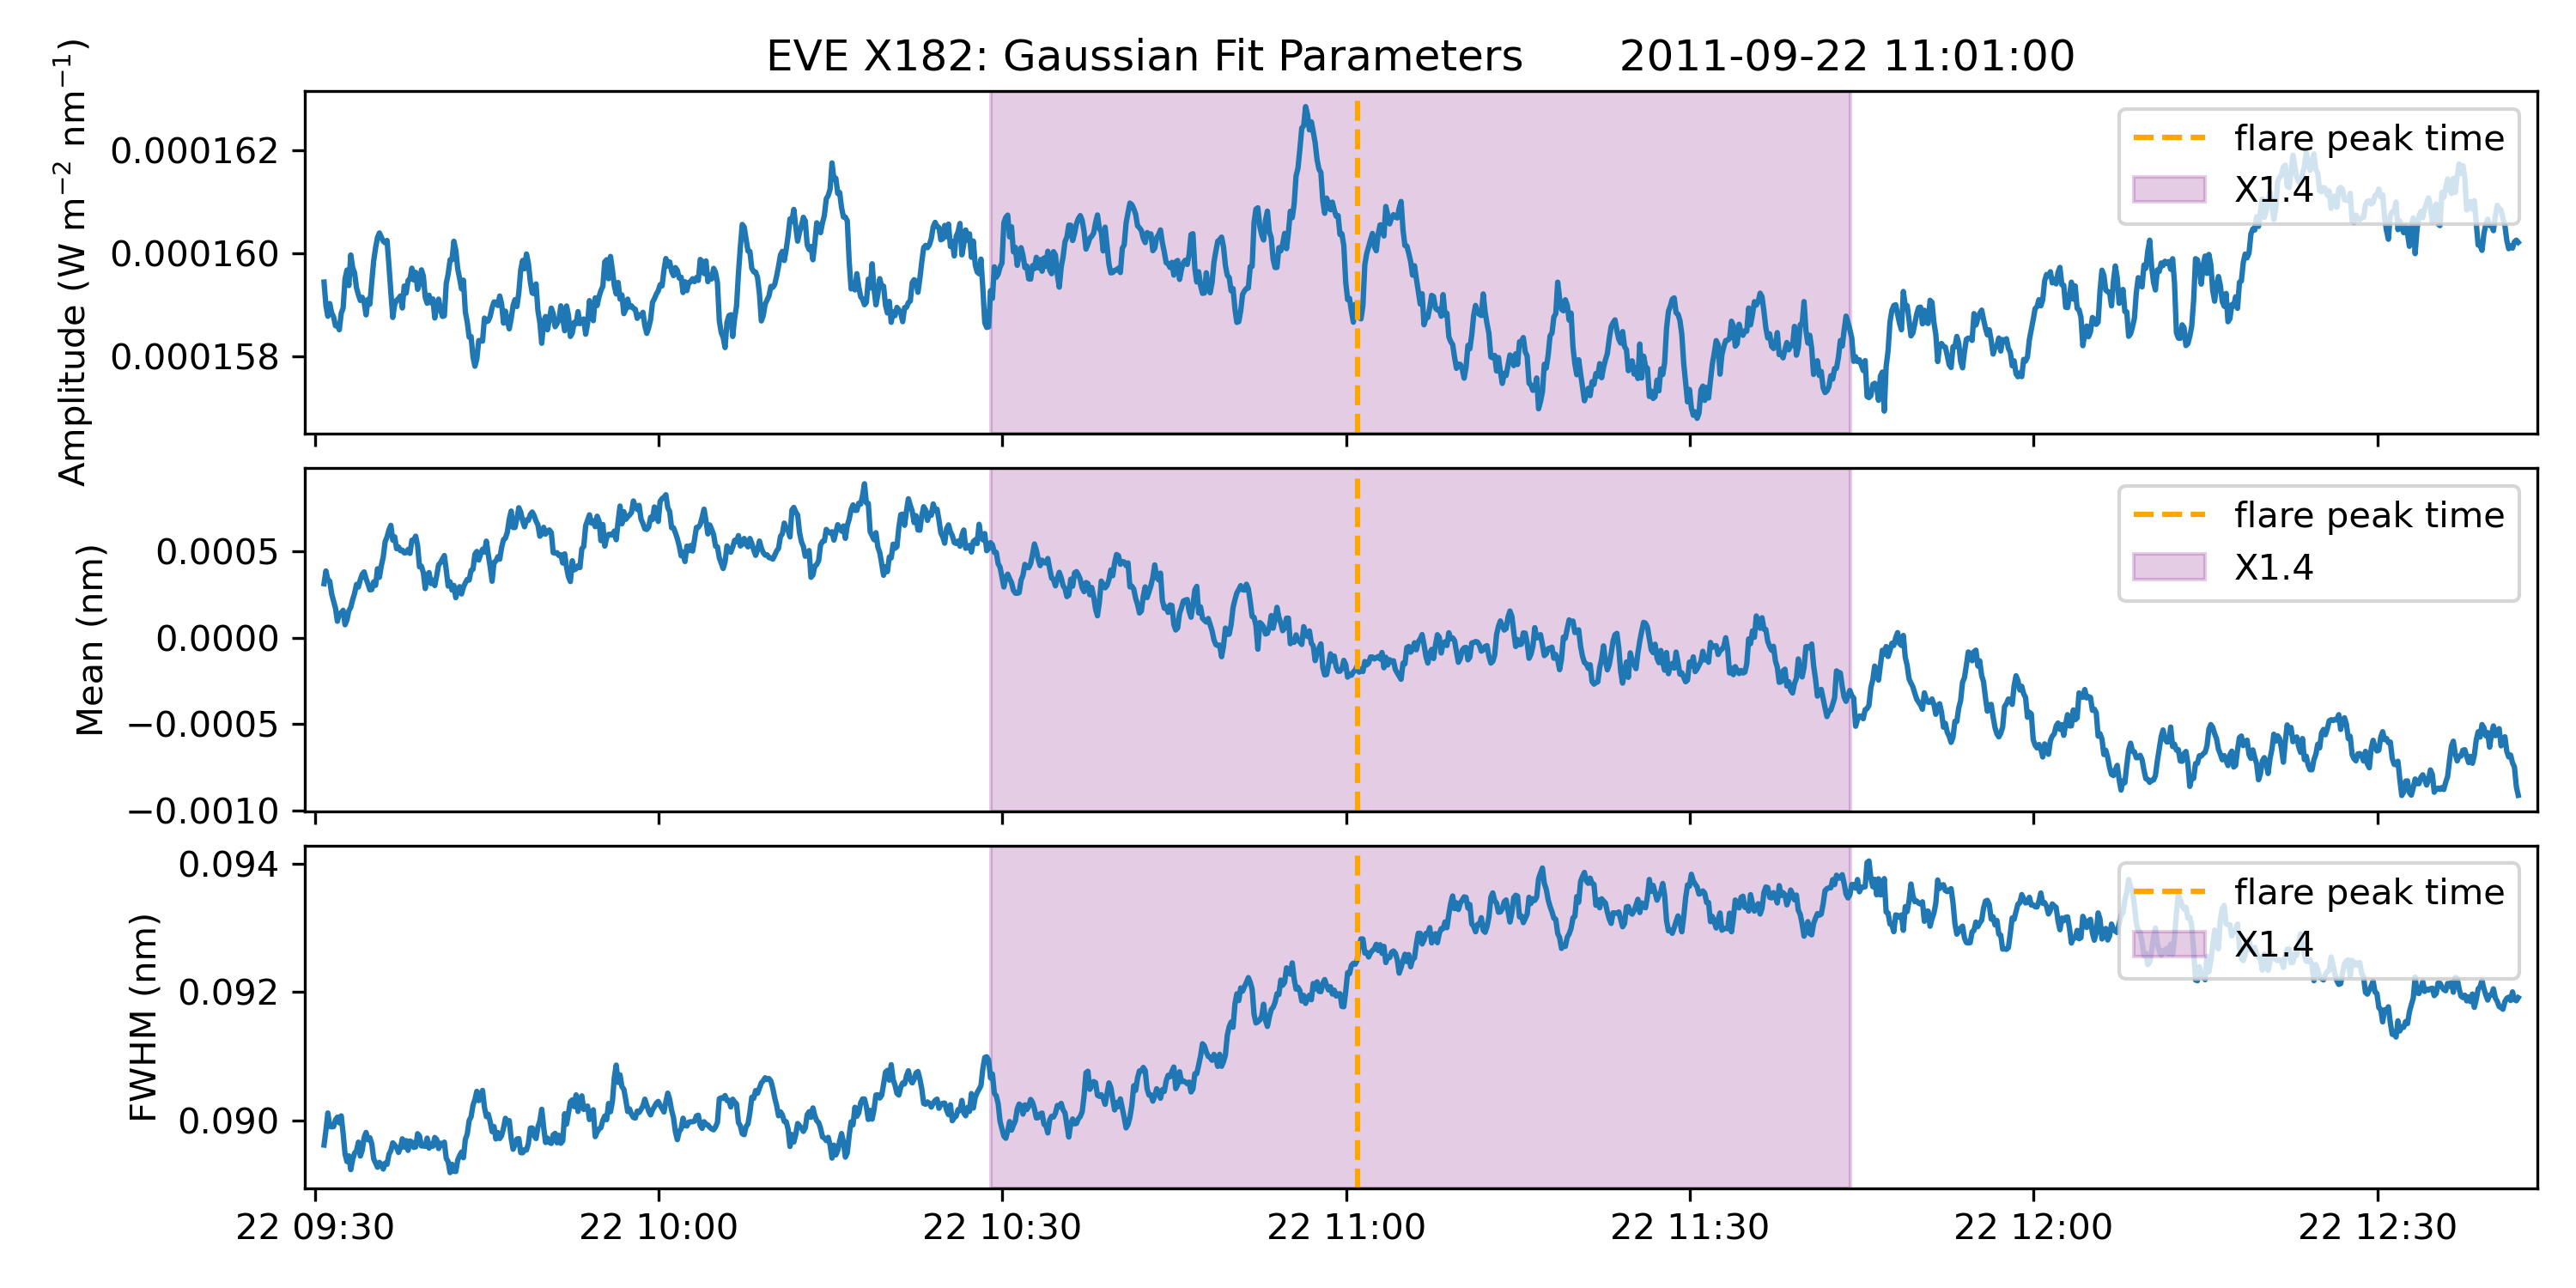 EVE X182: Gaussian Fit Parameters 2011-09-22 11:01:00
Amplitude (W m⁻² nm⁻¹)
0.000162
0.000160
0.000158
flare peak time
X1.4
Mean (nm)
0.0005
0.0000
−0.0005
−0.0010
flare peak time
X1.4
FWHM (nm)
0.094
0.092
0.090
flare peak time
X1.4
22 09:30 22 10:00 22 10:30 22 11:00 22 11:30 22 12:00 22 12:30